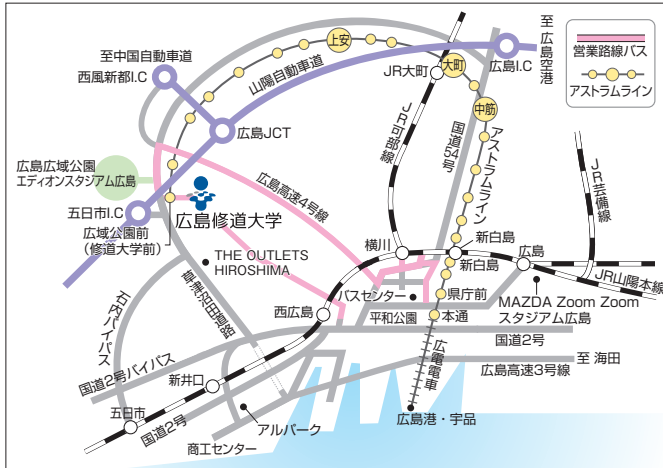 至中国自動車道
西風新都I.C
上安
山陽自動車道
JR大町
大町
広島I.C
至広島空港
営業路線バス
アストラムライン
中筋
広島JCT
JR可部線
国道54号
アストラムライン
JR芸備線
広島広域公園
エディオンスタジアム広島
広島高速4号線
五日市I.C
広島修道大学
広域公園前
(修道大学前)
THE OUTLETS
HIROSHIMA
横川
新白島
新白島
広島
JR山陽本線
石内バイパス
草津沼田道路
西広島
バスセンター
県庁前
平和公園
本通
MAZDA Zoom Zoom
スタジアム広島
国道2号
国道2号バイパス
新井口
広電電車
至 海田
広島高速3号線
五日市
国道2号
アルパーク
商工センター
広島港・宇品